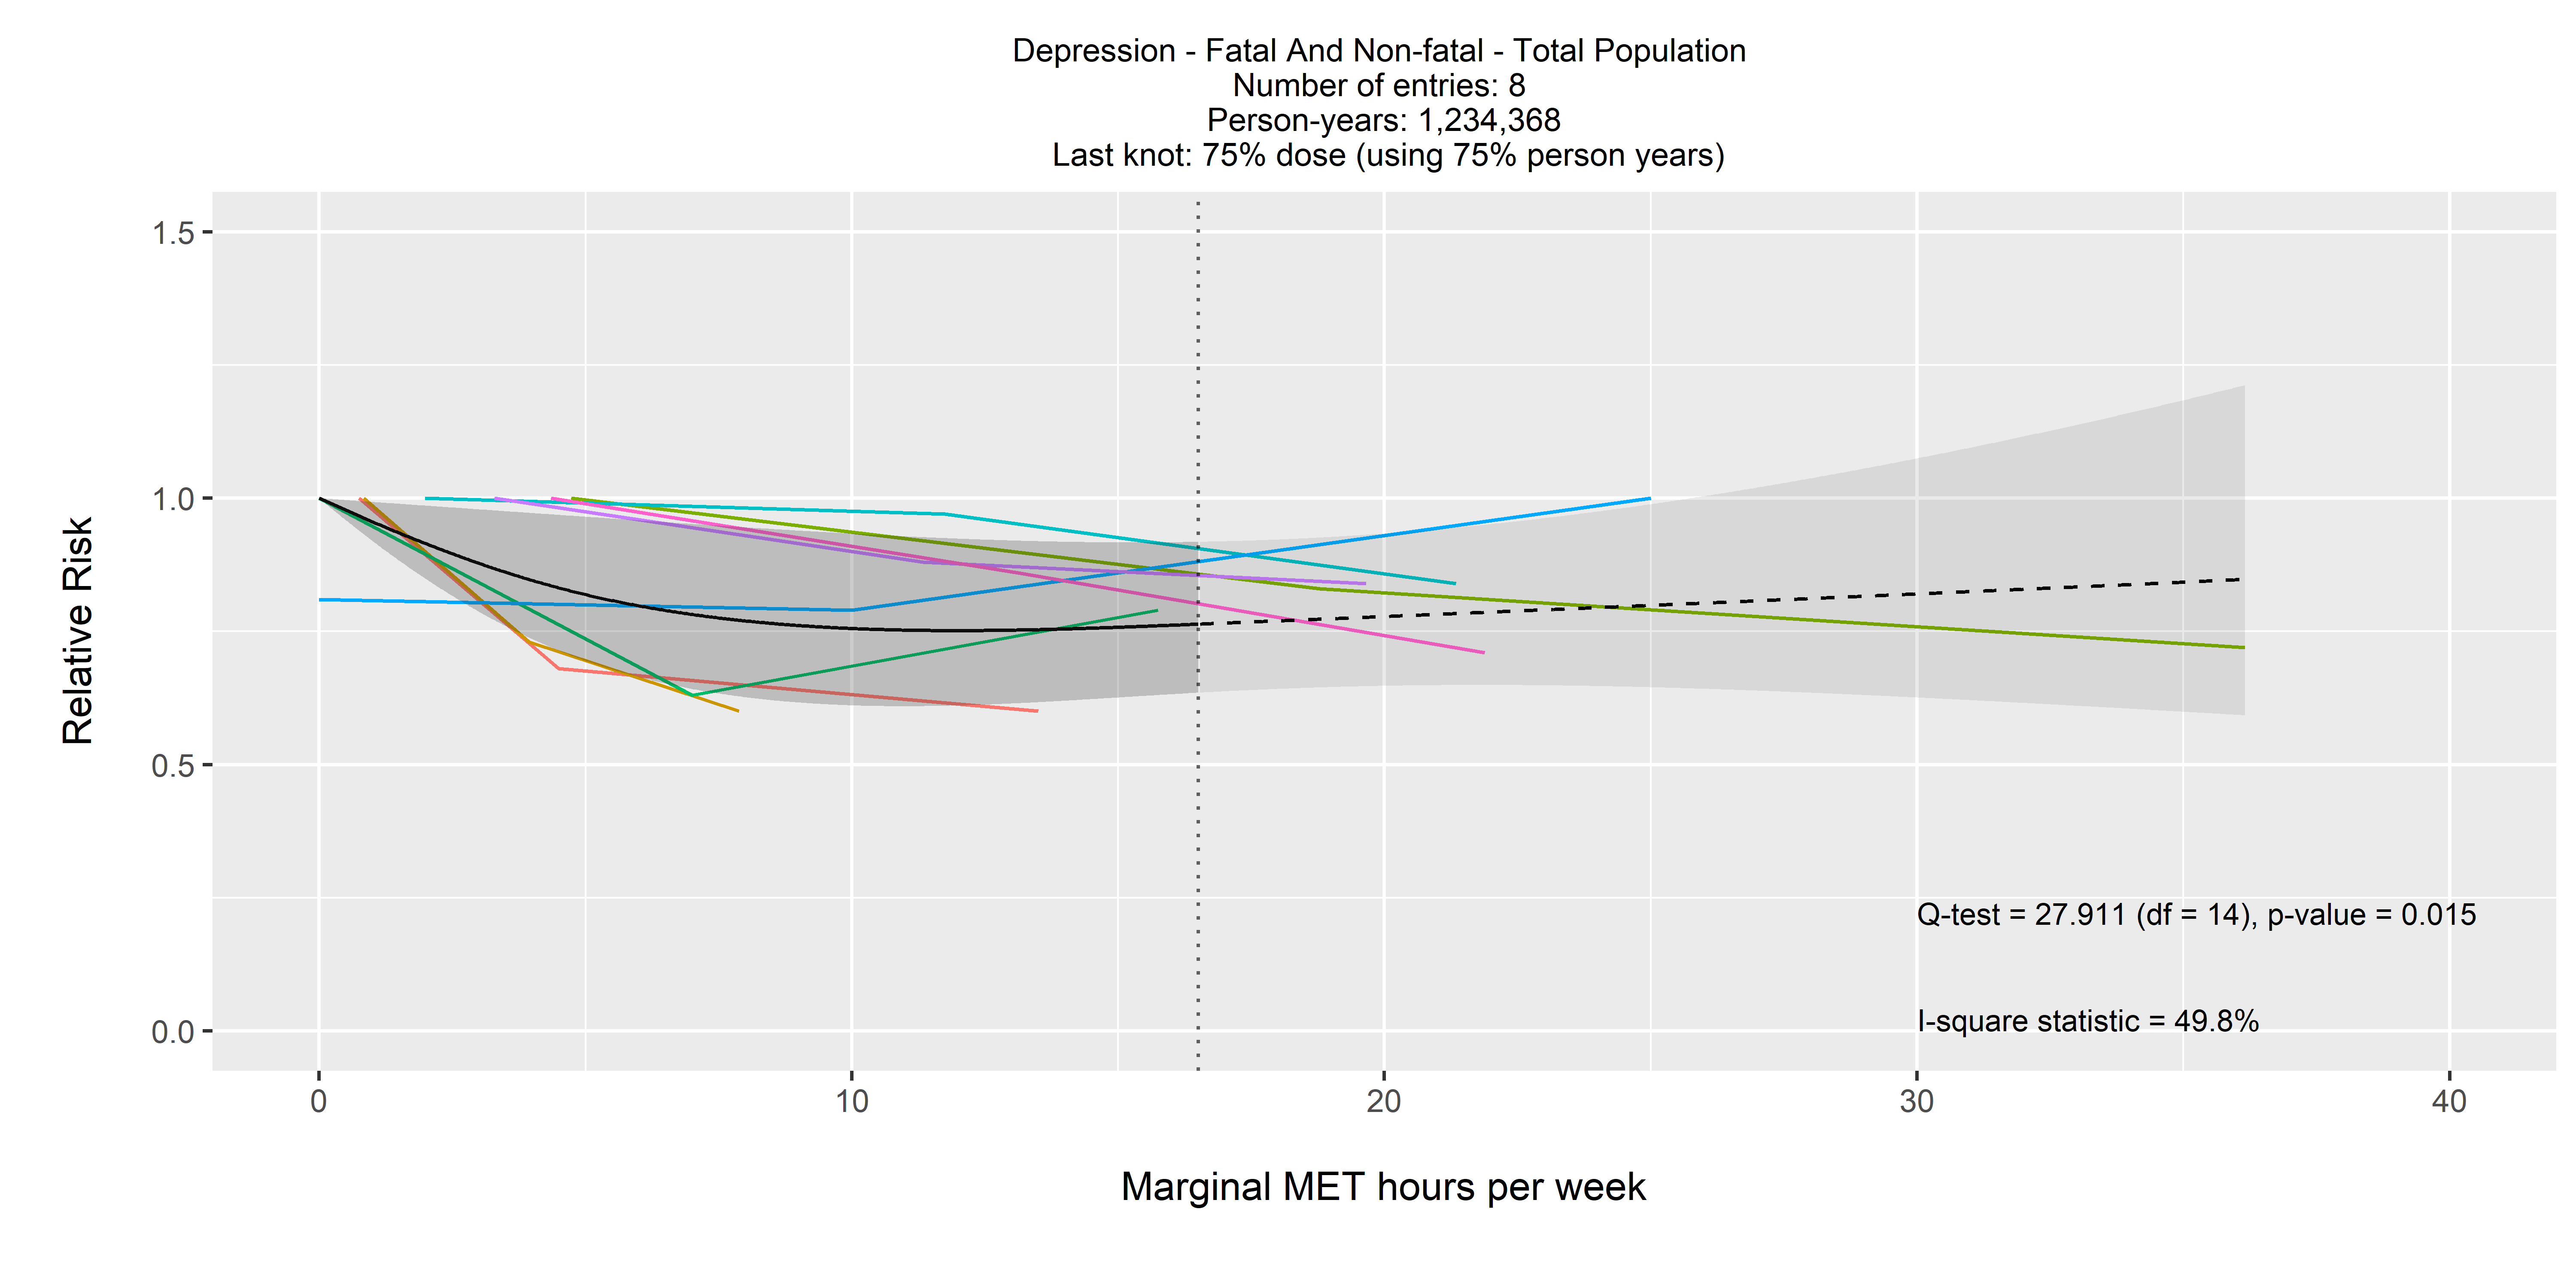 Depression - Fatal And Non-fatal - Total Population
Number of entries: 8
Person-years: 1,234,368
Last knot: 75% dose (using 75% person years)
1.5
1.0
0.5
0.0
Relative Risk
Q-test = 27.911 (df = 14), p-value = 0.015
I-square statistic = 49.8%
0 10 20 30 40
Marginal MET hours per week